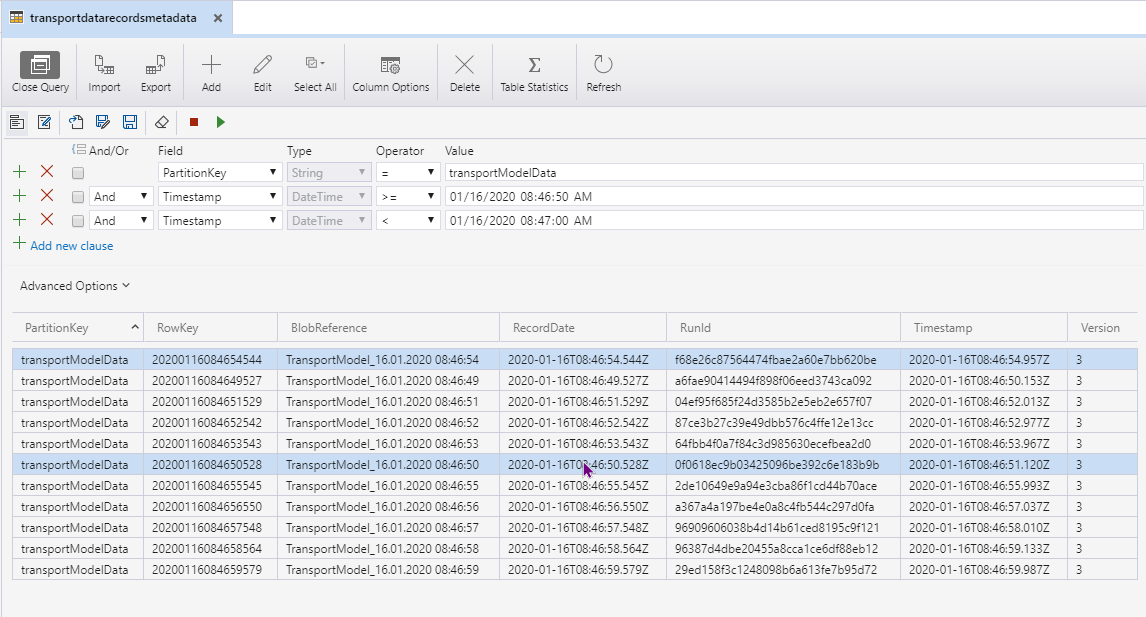 transportdatarecordsmetadata
Close Query Import Export Add Edit Select All Column Options Delete Table Statistics Refresh
And/Or Field Type Operator Value
PartitionKey String = transportModelData
And Timestamp DateTime >= 01/16/2020 08:46:50 AM
And Timestamp DateTime < 01/16/2020 08:47:00 AM
Add new clause
Advanced Options
PartitionKey RowKey BlobReference RecordDate RunId Timestamp Version
transportModelData 20200116084654544 TransportModel_16.01.2020 08:46:54 2020-01-16T08:46:54.544Z f68e26c87564474fbae2a60e7bb620be 2020-01-16T08:46:54.957Z 3
transportModelData 20200116084649527 TransportModel_16.01.2020 08:46:49 2020-01-16T08:46:49.527Z a6fae90414494f898f06eed3743ca092 2020-01-16T08:46:50.153Z 3
transportModelData 20200116084651529 TransportModel_16.01.2020 08:46:51 2020-01-16T08:46:51.529Z 04ef95f685f24d3585b2e5eb2e657f07 2020-01-16T08:46:52.013Z 3
transportModelData 20200116084652542 TransportModel_16.01.2020 08:46:52 2020-01-16T08:46:52.542Z 87ce3b27c39e49dbb576c4ffe12e13cc 2020-01-16T08:46:52.977Z 3
transportModelData 20200116084653543 TransportModel_16.01.2020 08:46:53 2020-01-16T08:46:53.543Z 64fbb4f0a7f84c3d985630ecefbea2d0 2020-01-16T08:46:53.967Z 3
transportModelData 20200116084650528 TransportModel_16.01.2020 08:46:50 2020-01-16T08:46:50.528Z 0f0618ec9b03425096be392c6e183b9b 2020-01-16T08:46:51.120Z 3
transportModelData 20200116084655545 TransportModel_16.01.2020 08:46:55 2020-01-16T08:46:55.545Z 2de10649e9a94e3cba86f1cd44b70ace 2020-01-16T08:46:55.993Z 3
transportModelData 20200116084656550 TransportModel_16.01.2020 08:46:56 2020-01-16T08:46:56.550Z a367a4a197be4e0a8c4fb544c297d0fa 2020-01-16T08:46:57.037Z 3
transportModelData 20200116084657548 TransportModel_16.01.2020 08:46:57 2020-01-16T08:46:57.548Z 96909606038b4d14b61ced8195c9f121 2020-01-16T08:46:58.010Z 3
transportModelData 20200116084658564 TransportModel_16.01.2020 08:46:58 2020-01-16T08:46:58.564Z 96387d4dbe20455a8cca1ce6df88eb12 2020-01-16T08:46:59.133Z 3
transportModelData 20200116084659579 TransportModel_16.01.2020 08:46:59 2020-01-16T08:46:59.579Z 29ed158f3c1248098b6a613fe7b95d72 2020-01-16T08:46:59.987Z 3